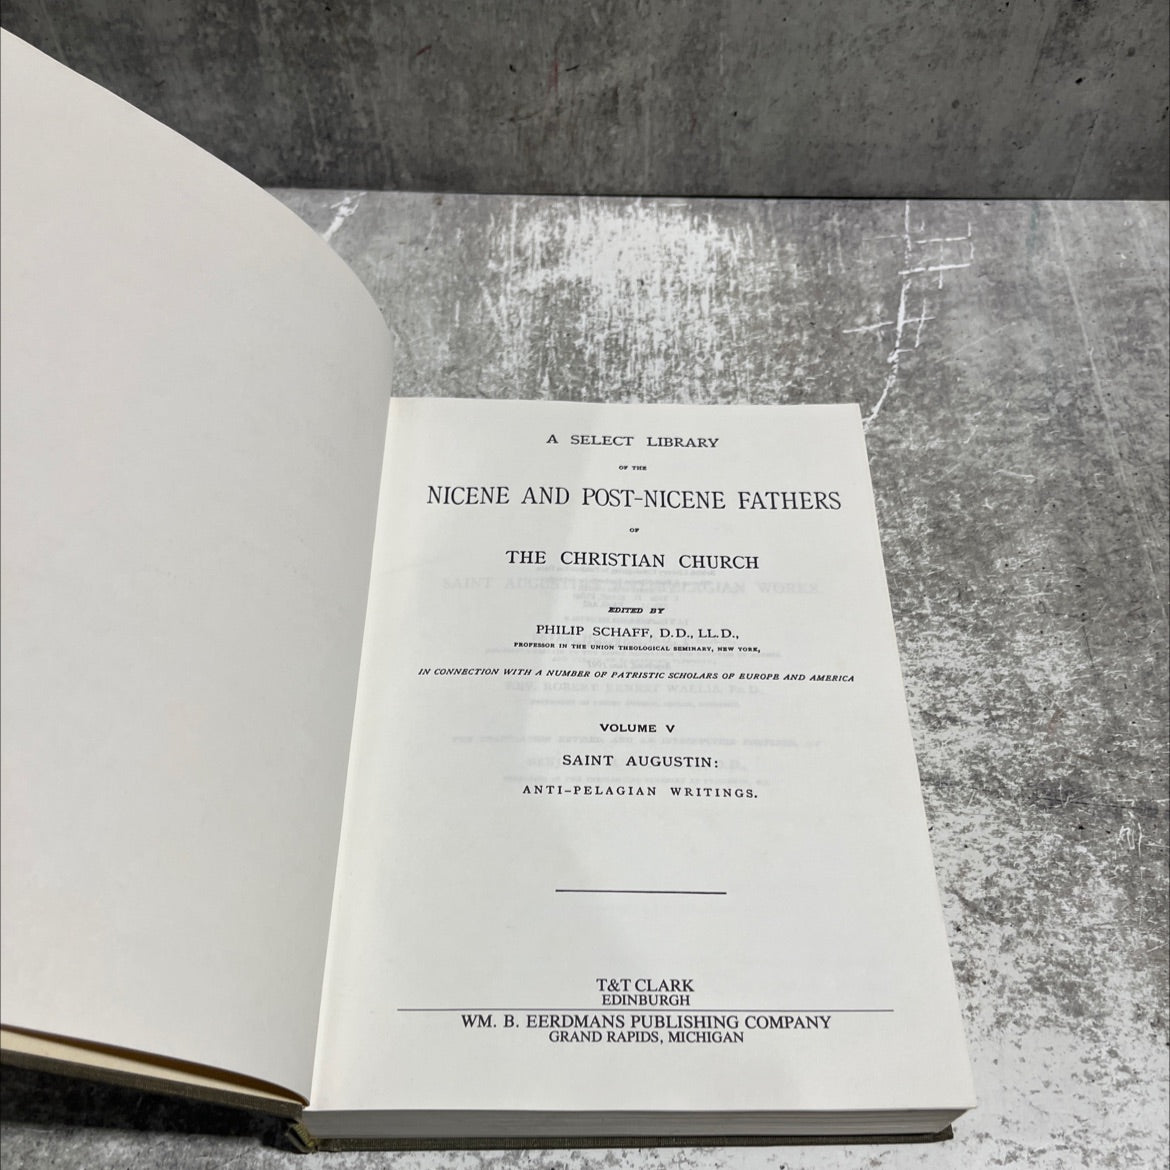 A SELECT LIBRARY
OF THE
NICENE AND POST-NICENE FATHERS
OF
THE CHRISTIAN CHURCH
EDITED BY
PHILIP SCHAFF, D.D., LL.D.,
PROFESSOR IN THE UNION THEOLOGICAL SEMINARY, NEW YORK,
IN CONNECTION WITH A NUMBER OF PATRISTIC SCHOLARS OF EUROPE AND AMERICA
VOLUME V
SAINT AUGUSTIN:
ANTI-PELAGIAN WRITINGS.
T&T CLARK
EDINBURGH
WM. B. EERDMANS PUBLISHING COMPANY
GRAND RAPIDS, MICHIGAN